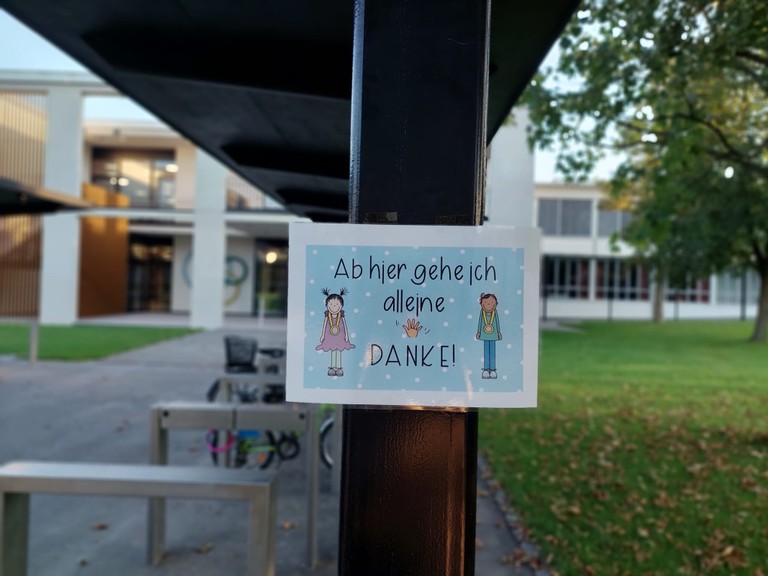 Ab hier gehe ich
alleine
DANKE!